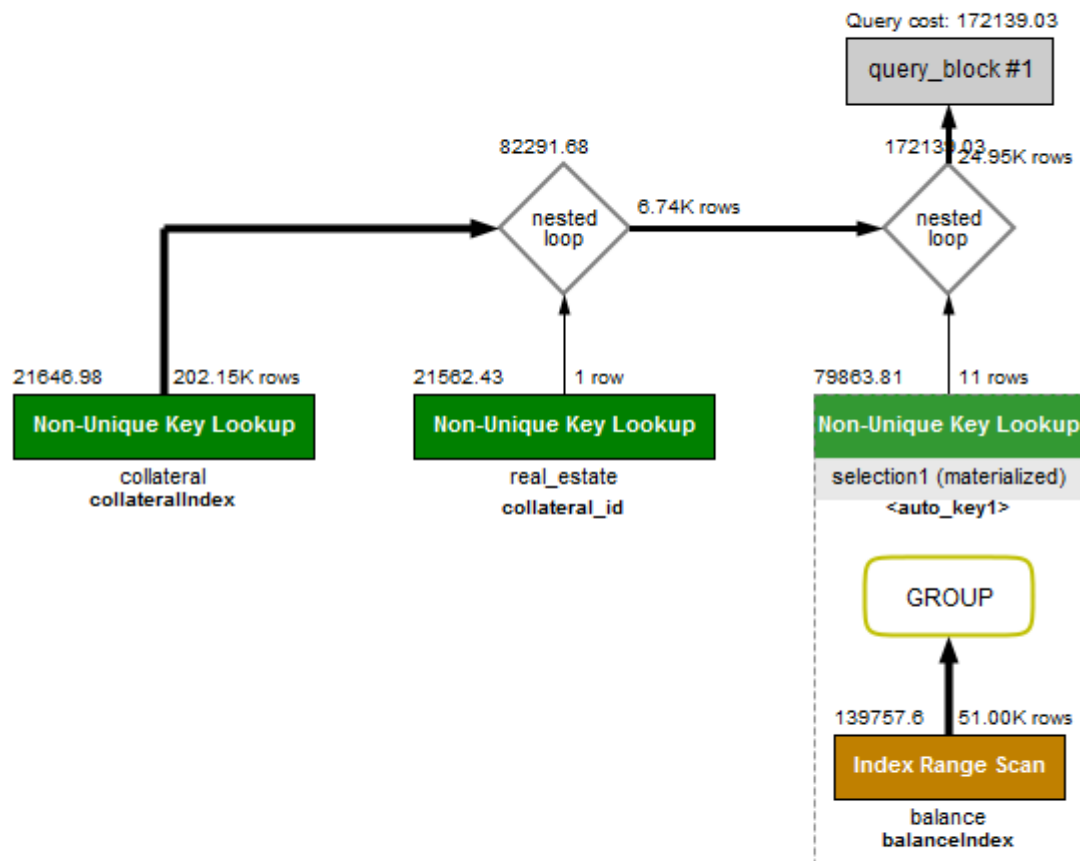 Query cost: 172139.03
query_block #1
82291.68
172139.03
24.95K rows
nested
loop
6.74K rows
nested
loop
21646.98
202.15K rows
21562.43
1 row
79863.81
11 rows
Non-Unique Key Lookup
Non-Unique Key Lookup
Non-Unique Key Lookup
collateral
collateralIndex
real_estate
collateral_id
selection1 (materialized)
<auto_key1>
GROUP
139757.6
51.00K rows
Index Range Scan
balance
balanceIndex